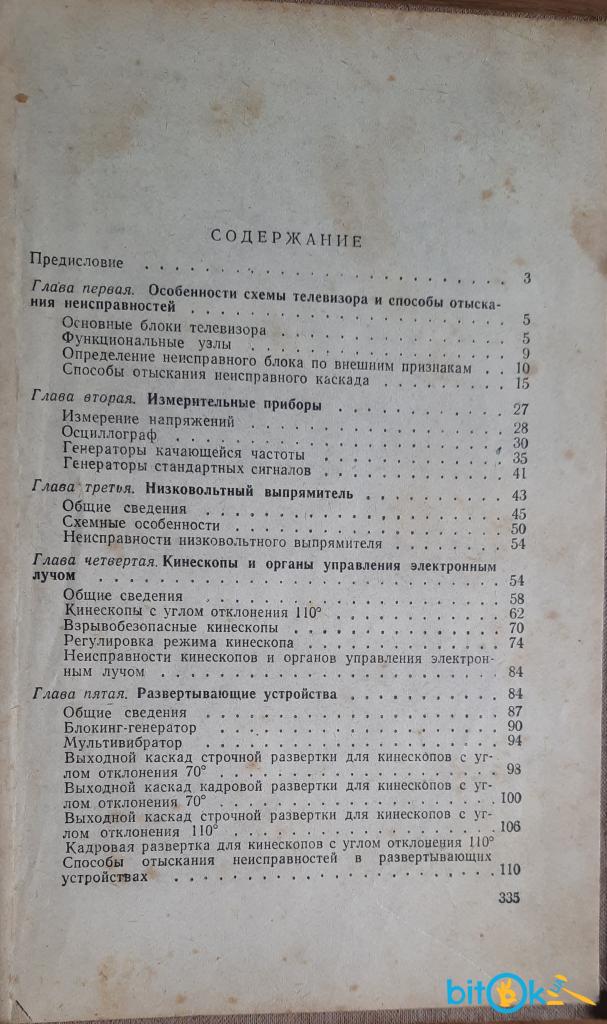 СОДЕРЖАНИЕ
Предисловие . . . . . . . . . . . . . . . . . . . . 3
Глава первая. Особенности схемы телевизора и способы отыска-
ния неисправностей . . . . . . . . . . . . . . . . . 5
Основные блоки телевизора . . . . . . . . . . . . 5
Функциональные узлы . . . . . . . . . . . . . . 9
Определение неисправного блока по внешним признакам . . 10
Способы отыскания неисправного каскада . . . . . . . 15
Глава вторая. Измерительные приборы . . . . . . . . . . 27
Измерение напряжений . . . . . . . . . . . . . . 28
Осциллограф . . . . . . . . . . . . . . . . . . 30
Генераторы качающейся частоты . . . . . . . . . . 35
Генераторы стандартных сигналов . . . . . . . . . . 41
Глава третья. Низковольтный выпрямитель . . . . . . . . 43
Общие сведения . . . . . . . . . . . . . . . . . 45
Схемные особенности . . . . . . . . . . . . . . . 50
Неисправности низковольтного выпрямителя . . . . . . . 54
Глава четвертая. Кинескопы и органы управления электронным
лучом . . . . . . . . . . . . . . . . . . . . . . 54
Общие сведения . . . . . . . . . . . . . . . . . 58
Кинескопы с углом отклонения 110° . . . . . . . . . 62
Взрывобезопасные кинескопы . . . . . . . . . . . . 70
Регулировка режима кинескопа . . . . . . . . . . . 74
Неисправности кинескопов и органов управления электрон-
ным лучом . . . . . . . . . . . . . . . . . . . 84
Глава пятая. Развертывающие устройства . . . . . . . . . 84
Общие сведения . . . . . . . . . . . . . . . . . 87
Блокинг-генератор . . . . . . . . . . . . . . . . 90
Мультивибратор . . . . . . . . . . . . . . . . . 94
Выходной каскад строчной развертки для кинескопов с уг-
лом отклонения 70° . . . . . . . . . . . . . . . 98
Выходной каскад кадровой развертки для кинескопов с уг-
лом отклонения 70° . . . . . . . . . . . . . . . 100
Выходной каскад строчной развертки для кинескопов с уг-
лом отклонения 110° . . . . . . . . . . . . . . . 106
Кадровая развертка для кинескопов с углом отклонения 110°
Способы отыскания неисправностей в развертывающих
устройствах . . . . . . . . . . . . . . . . . . 110
335
bitOk